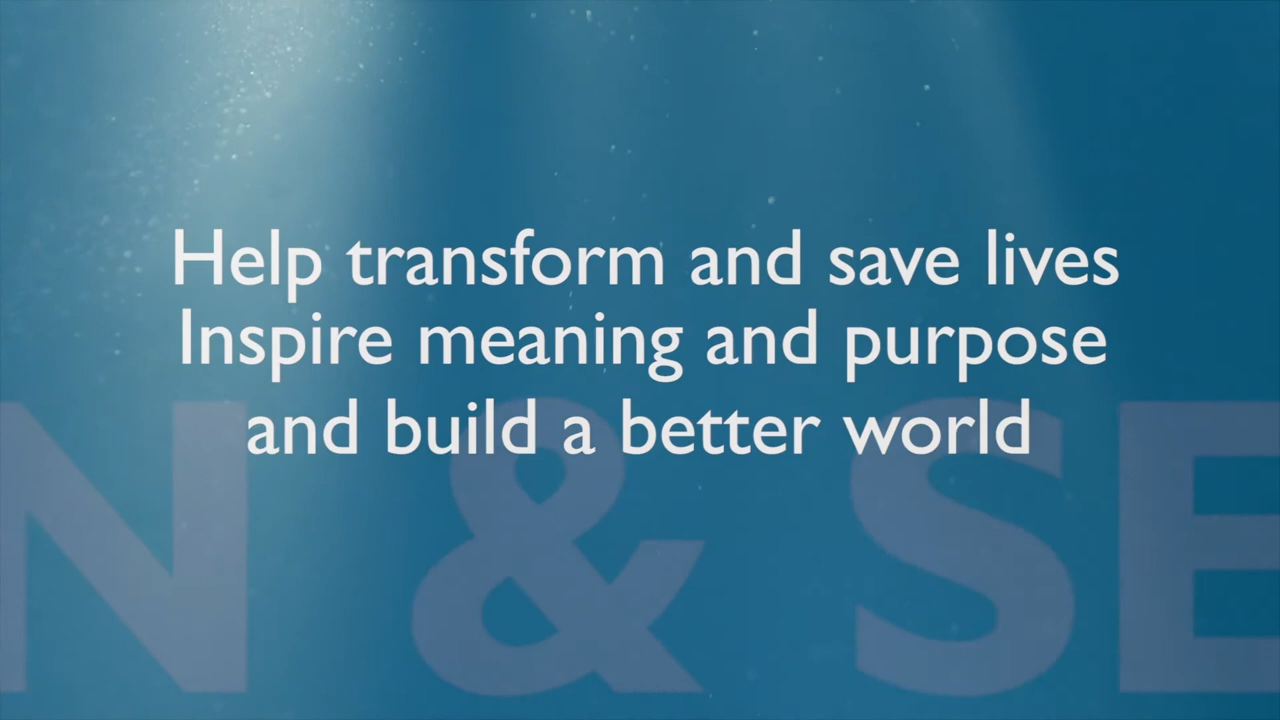 Help transform and save lives
Inspire meaning and purpose
and build a better world
N & SE